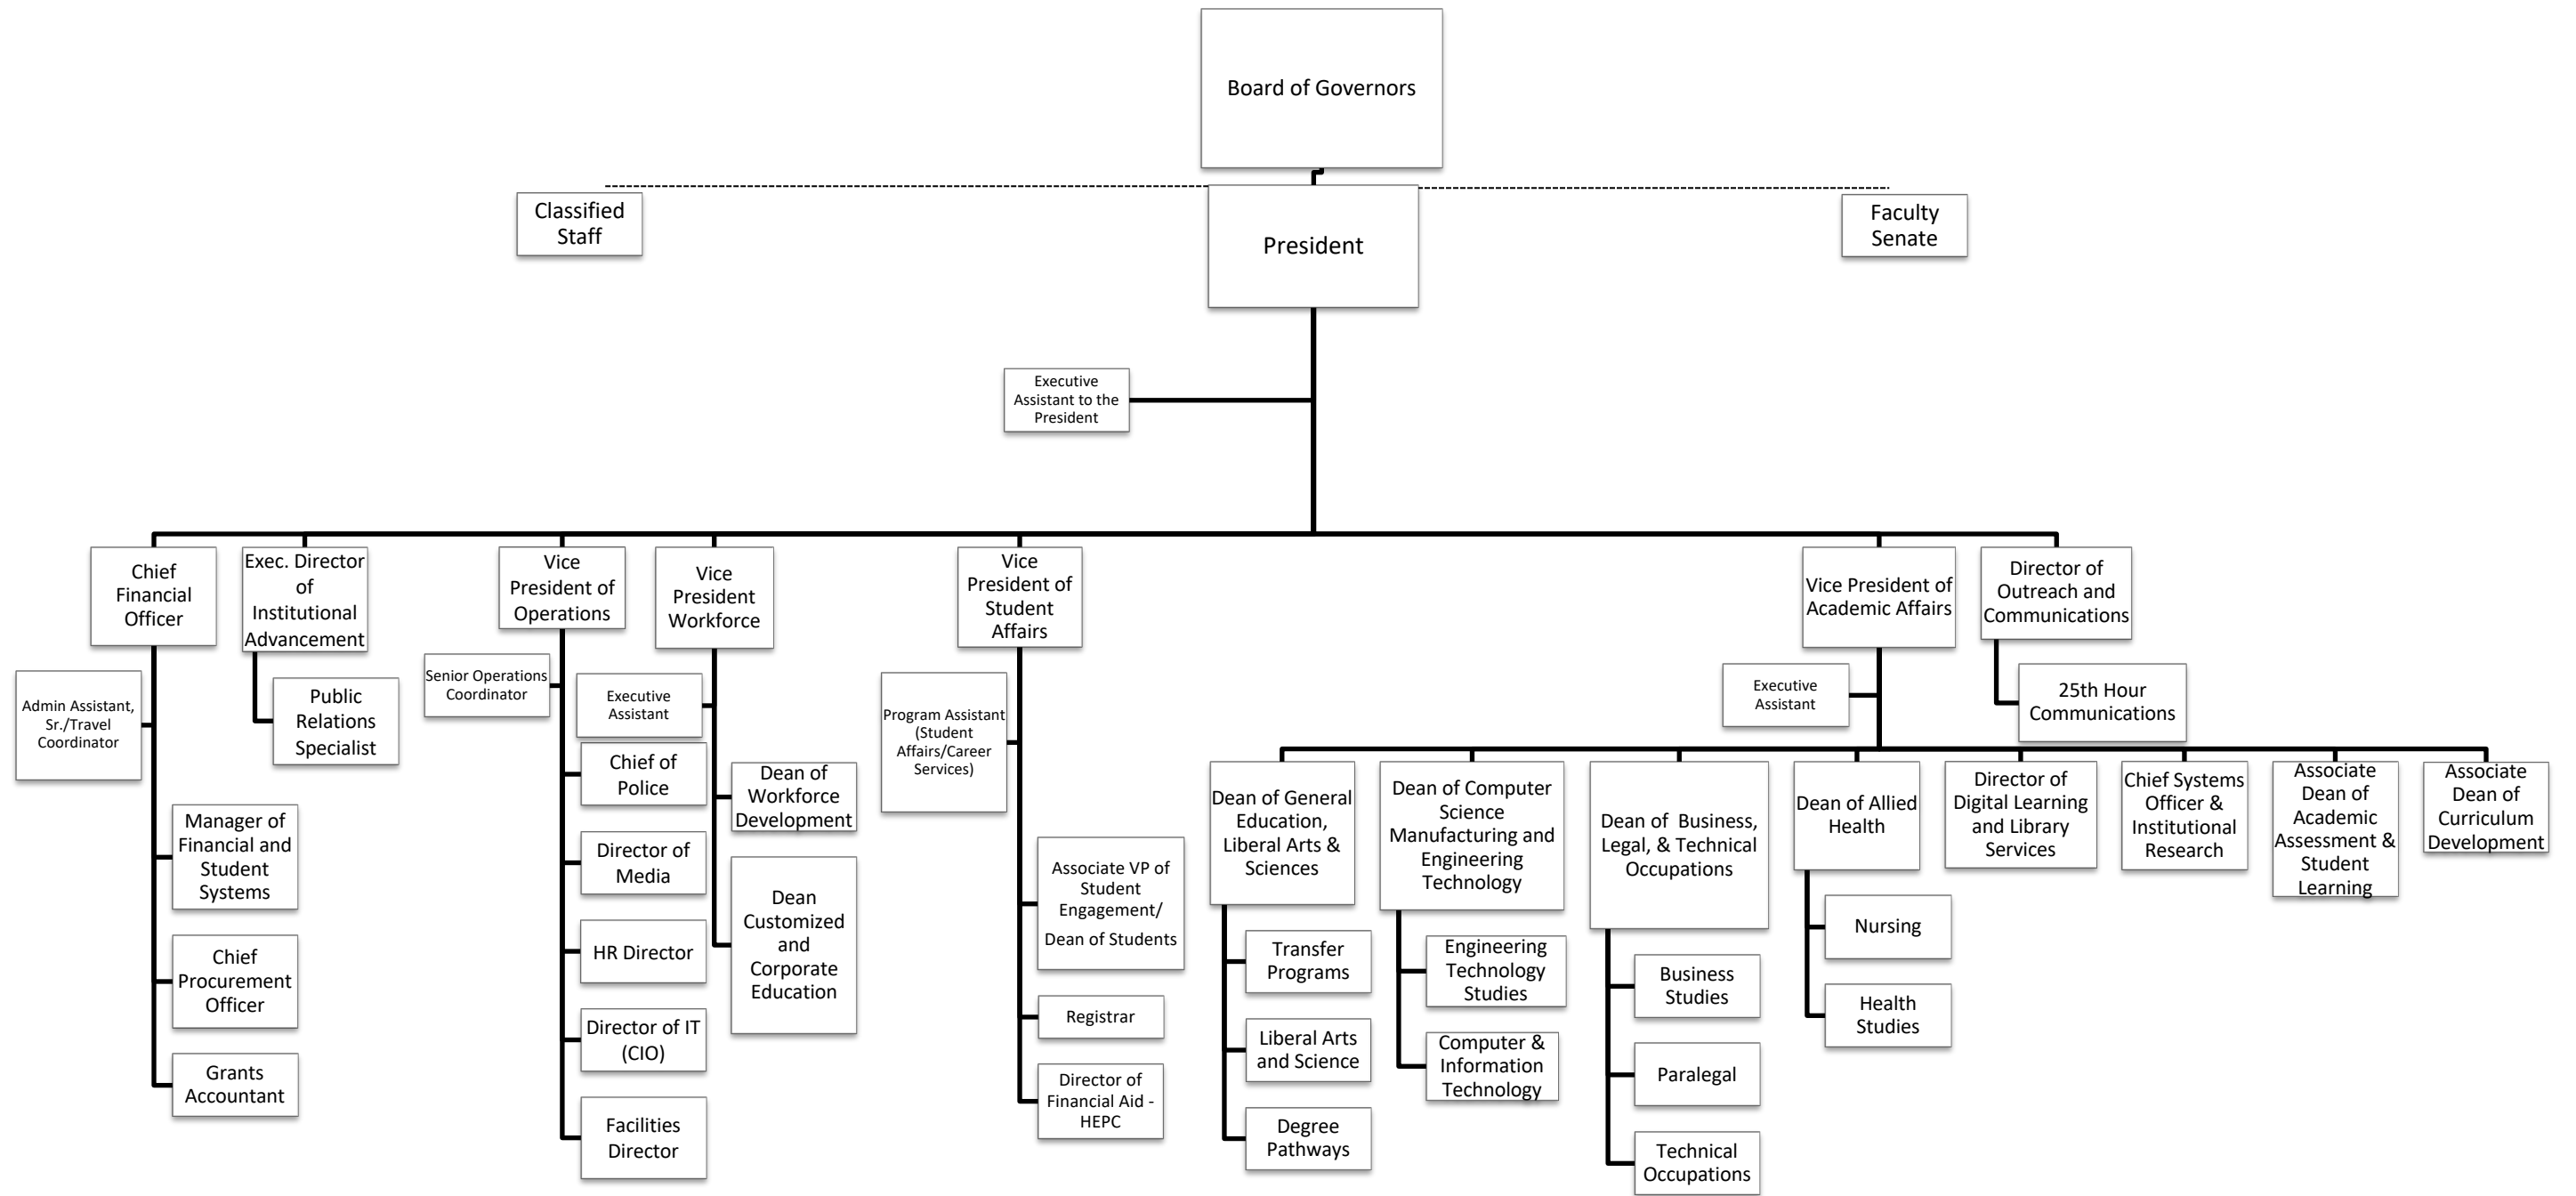 Board of Governors
Classified
Staff
President
Faculty
Senate
Executive
Assistant to the
President
Chief
Financial
Officer
Admin Assistant,
Sr./Travel
Coordinator
Manager of
Financial and
Student
Systems
Chief
Procurement
Officer
Grants
Accountant
Exec. Director
of
Institutional
Advancement
Public
Relations
Specialist
Vice
President of
Operations
Senior Operations
Coordinator
Chief of
Police
Director of
Media
HR Director
Director of IT
(CIO)
Facilities
Director
Vice
President
Workforce
Executive
Assistant
Dean of
Workforce
Development
Dean
Customized
and
Corporate
Education
Vice
President of
Student
Affairs
Program Assistant
(Student
Affairs/Career
Services)
Associate VP of
Student
Engagement/
Dean of Students
Registrar
Director of
Financial Aid -
HEPC
Vice President of
Academic Affairs
Executive
Assistant
Dean of General
Education,
Liberal Arts &
Sciences
Transfer
Programs
Liberal Arts
and Science
Degree
Pathways
Dean of Computer
Science
Manufacturing and
Engineering
Technology
Engineering
Technology
Studies
Computer &
Information
Technology
Dean of Business,
Legal, & Technical
Occupations
Business
Studies
Paralegal
Technical
Occupations
Dean of Allied
Health
Nursing
Health
Studies
Director of
Digital Learning
and Library
Services
Chief Systems
Officer &
Institutional
Research
Associate
Dean of
Academic
Assessment &
Student
Learning
Associate
Dean of
Curriculum
Development
Director of
Outreach and
Communications
25th Hour
Communications